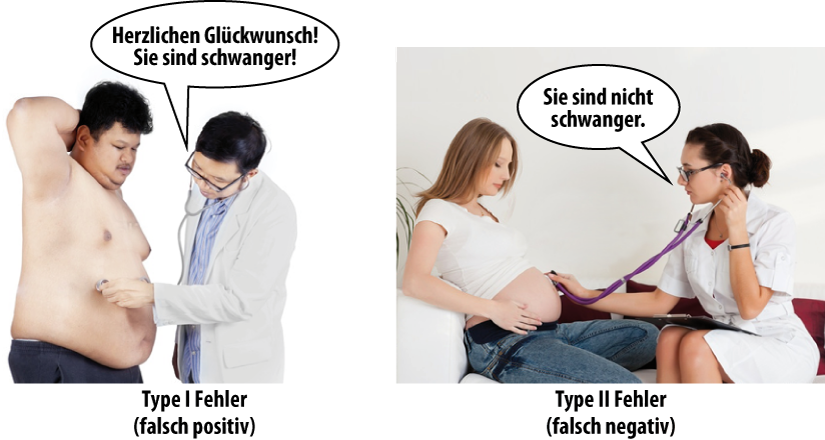 Herzlichen Glückwunsch!
Sie sind schwanger!
Sie sind nicht
schwanger.
Type I Fehler
(falsch positiv)
Type II Fehler
(falsch negativ)